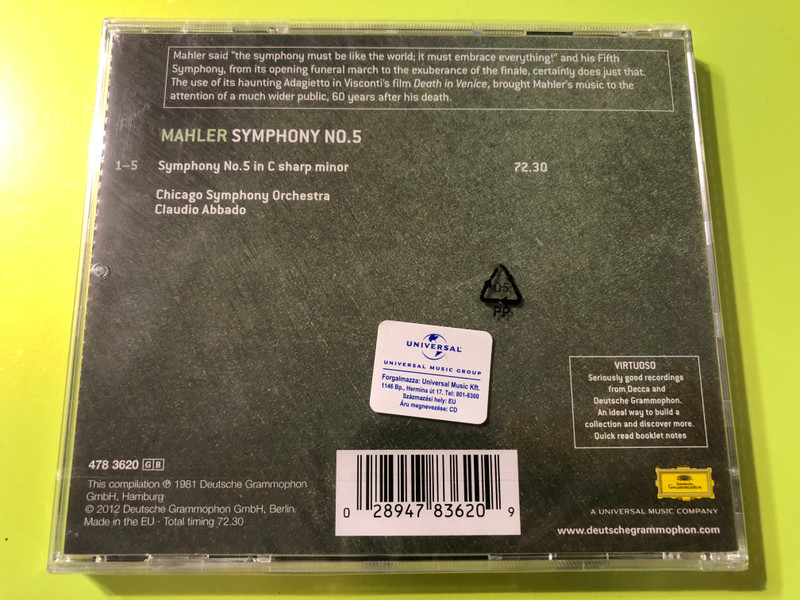 Mahler said "the symphony must be like the world; it must embrace everything!" and his Fifth
Symphony, from its opening funeral march to the exuberance of the finale, certainly does just that.
The use of its haunting Adagietto in Visconti's film Death in Venice, brought Mahler's music to the
attention of a much wider public, 60 years after his death.
MAHLER SYMPHONY NO.5
1–5 Symphony No.5 in C sharp minor 72.30
Chicago Symphony Orchestra
Claudio Abbado
05
PP
UNIVERSAL
UNIVERSAL MUSIC GROUP
Forgalmazza: Universal Music Kft.
1146 Bp., Hermina út 17. Tel: 801-8300
Származási hely: EU
Áru megnevezése: CD
VIRTUOSO
Seriously good recordings
from Decca and
Deutsche Grammophon.
An ideal way to build a
collection and discover more.
Quick read booklet notes
478 3620 GB
This compilation ℗ 1981 Deutsche Grammophon
GmbH, Hamburg
© 2012 Deutsche Grammophon GmbH, Berlin.
Made in the EU · Total timing 72.30
0 28947 83620 9
Deutsche
Grammophon
A UNIVERSAL MUSIC COMPANY
www.deutschegrammophon.com